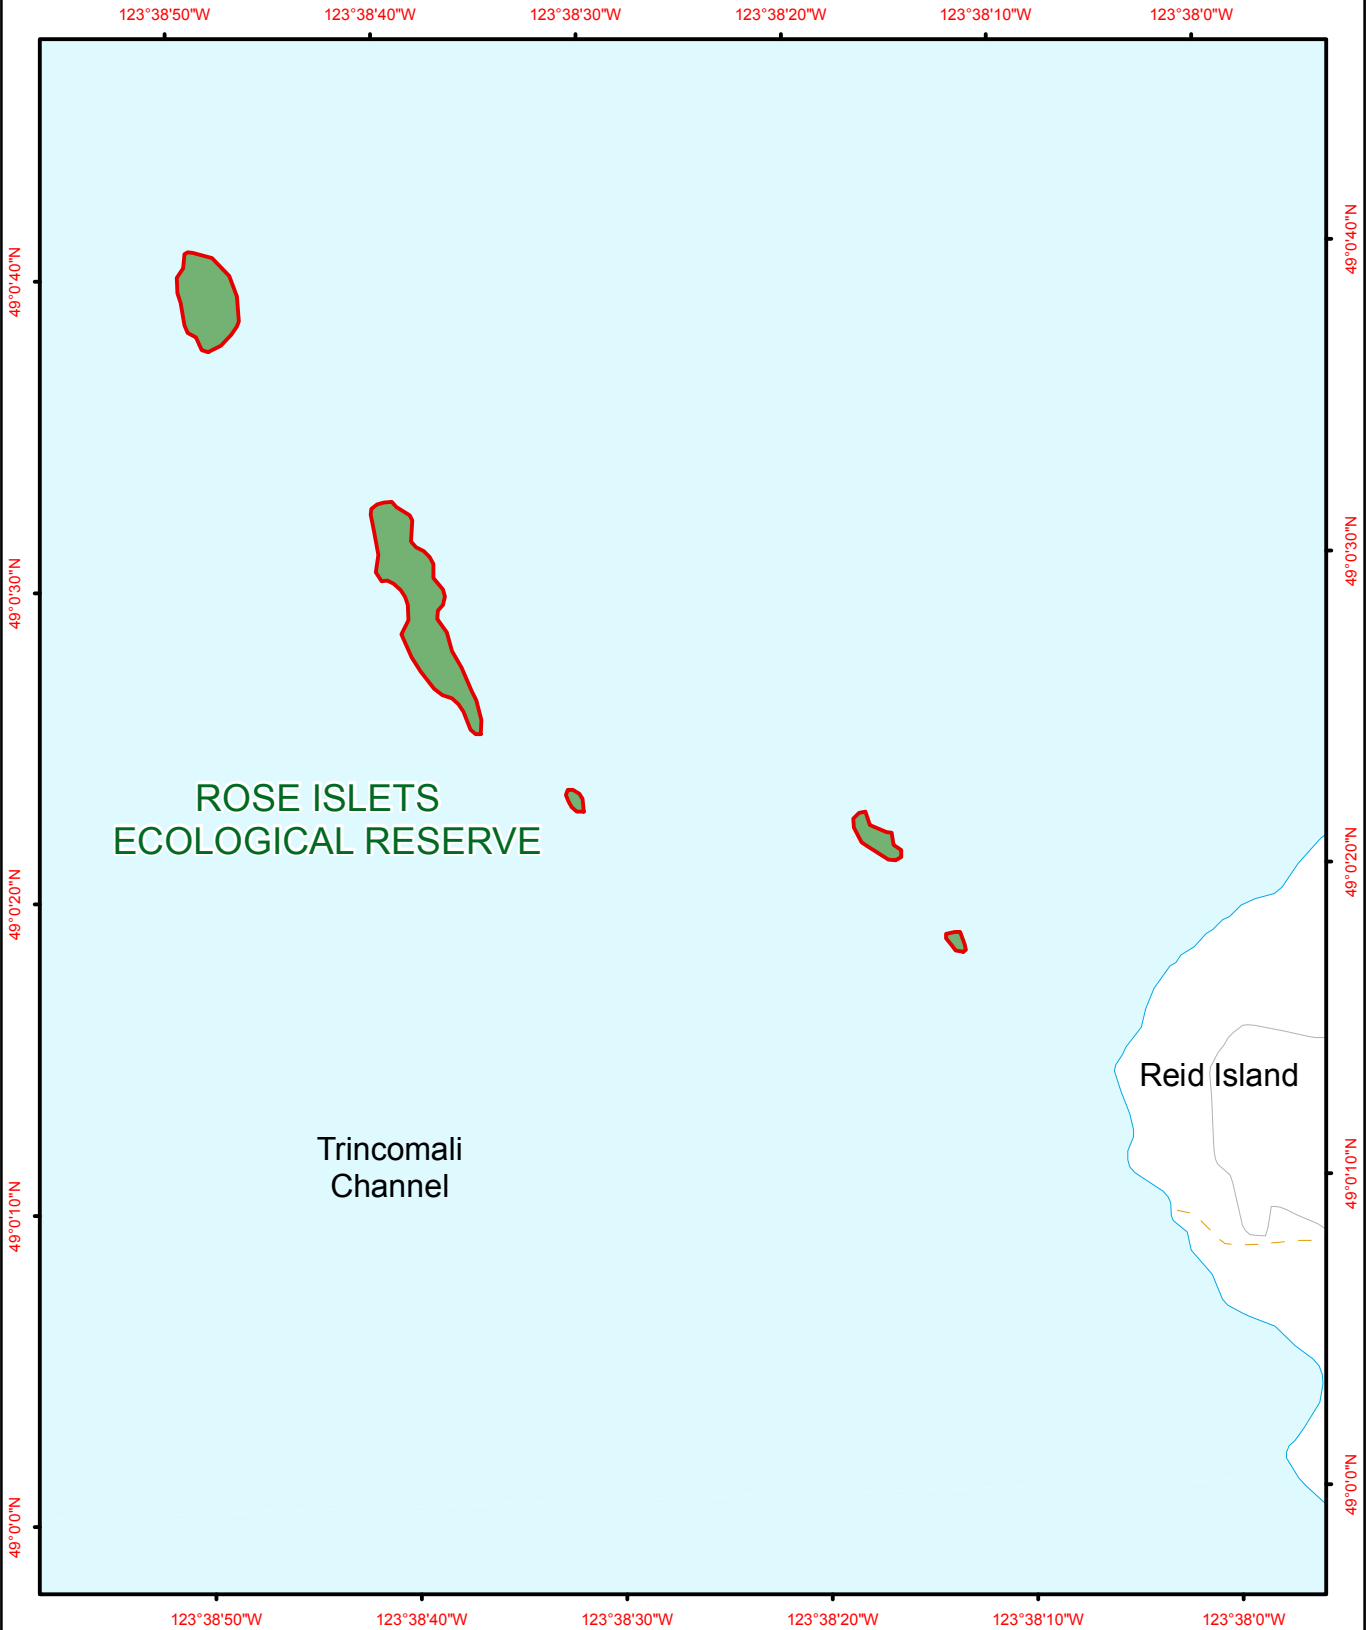 123°38'50"W 123°38'40"W 123°38'30"W 123°38'20"W 123°38'10"W 123°38'0"W
49°0'40"N
49°0'40"N
49°0'30"N
49°0'30"N
ROSE ISLETS
ECOLOGICAL RESERVE
49°0'20"N
49°0'20"N
Reid Island
Trincomali
Channel
49°0'10"N
49°0'10"N
49°0'0"N
49°0'0"N
123°38'50"W 123°38'40"W 123°38'30"W 123°38'20"W 123°38'10"W 123°38'0"W